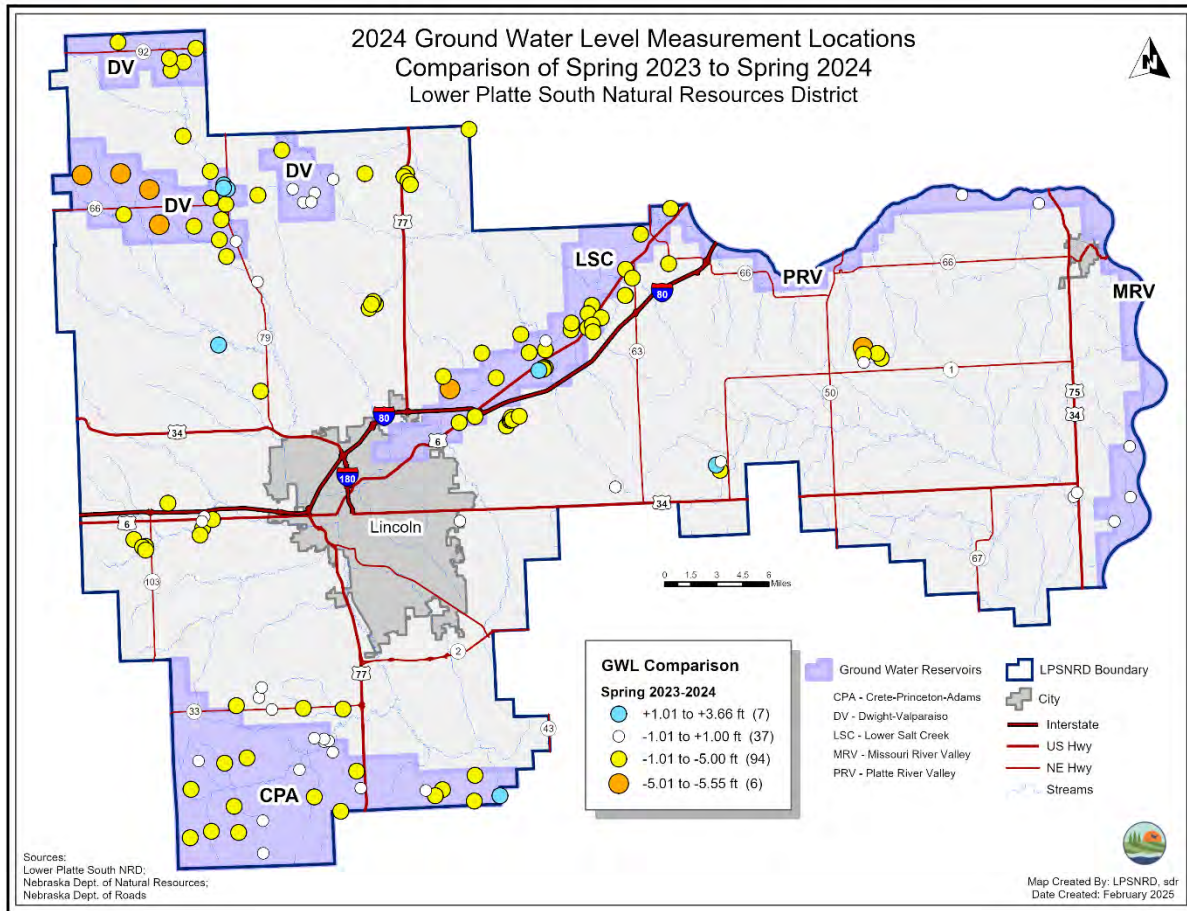 2024 Ground Water Level Measurement Locations
Comparison of Spring 2023 to Spring 2024
Lower Platte South Natural Resources District
N
92
DV
DV
77
66
DV
LSC
66
PRV
66
MRV
80
79
63
1
50
75
34
34
80
6
180
34
6
Lincoln
103
67
0 1.5 3 4.5 6
Miles
2
77
33
43
CPA
GWL Comparison
Spring 2023-2024
+1.01 to +3.66 ft (7)
-1.01 to +1.00 ft (37)
-1.01 to -5.00 ft (94)
-5.01 to -5.55 ft (6)
Ground Water Reservoirs
CPA - Crete-Princeton-Adams
DV - Dwight-Valparaiso
LSC - Lower Salt Creek
MRV - Missouri River Valley
PRV - Platte River Valley
LPSNRD Boundary
City
Interstate
US Hwy
NE Hwy
Streams
Sources:
Lower Platte South NRD;
Nebraska Dept. of Natural Resources;
Nebraska Dept. of Roads
Map Created By: LPSNRD, sdr
Date Created: February 2025